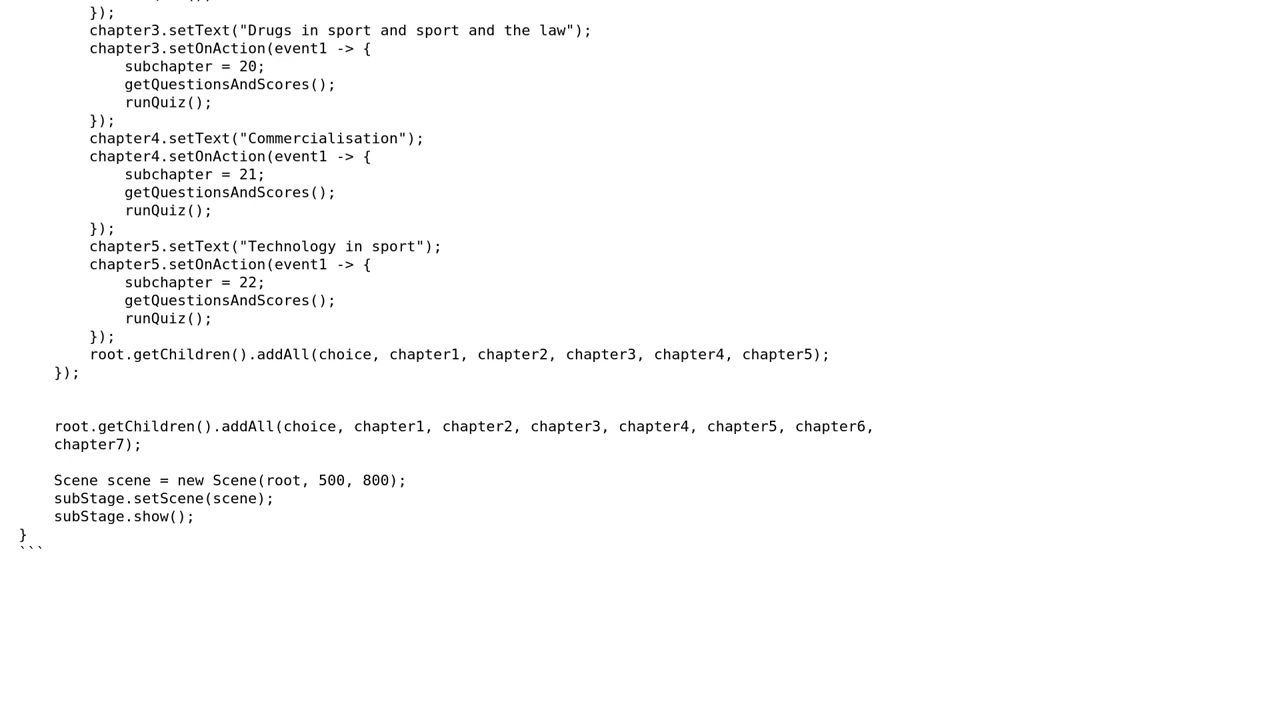 });
chapter3.setText("Drugs in sport and sport and the law");
chapter3.setOnAction(event1 -> {
subchapter = 20;
getQuestionsAndScores();
runQuiz();
});
chapter4.setText("Commercialisation");
chapter4.setOnAction(event1 -> {
subchapter = 21;
getQuestionsAndScores();
runQuiz();
});
chapter5.setText("Technology in sport");
chapter5.setOnAction(event1 -> {
subchapter = 22;
getQuestionsAndScores();
runQuiz();
});
root.getChildren().addAll(choice, chapter1, chapter2, chapter3, chapter4, chapter5);
});
root.getChildren().addAll(choice, chapter1, chapter2, chapter3, chapter4, chapter5, chapter6,
chapter7);
Scene scene = new Scene(root, 500, 800);
subStage.setScene(scene);
subStage.show();
}
```